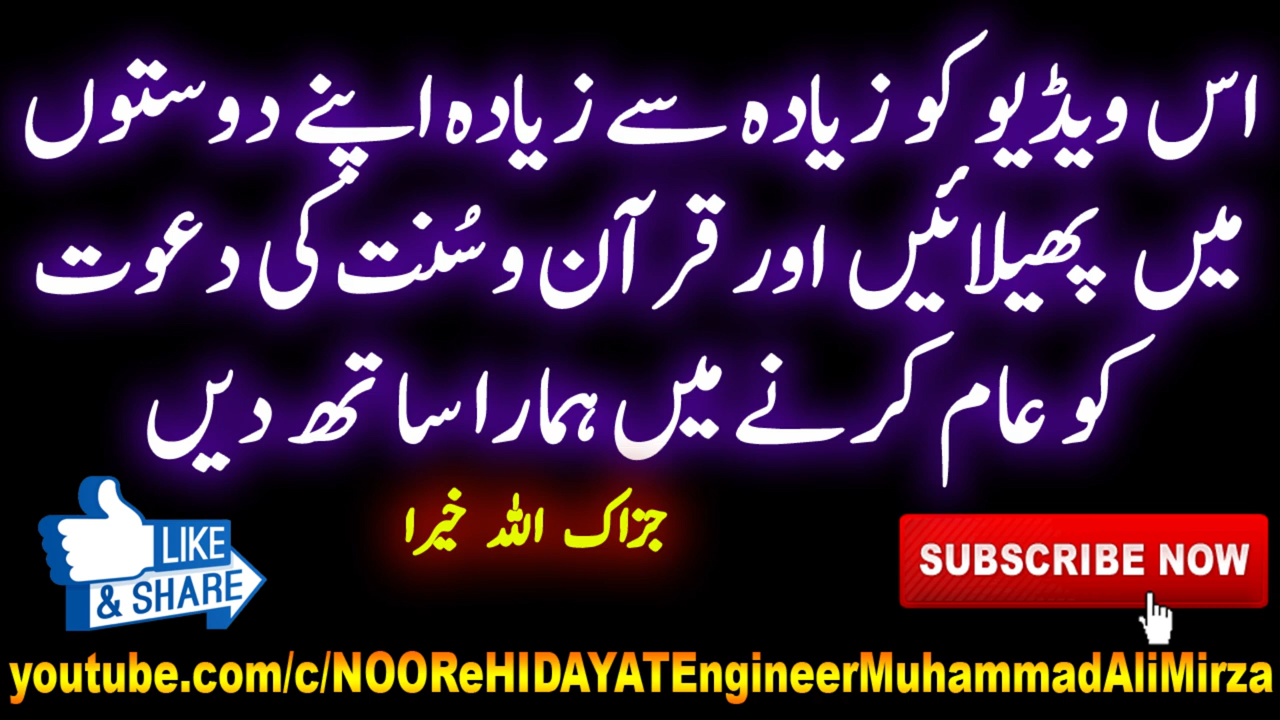 اس ویڈیو کو زیادہ سے زیادہ اپنے دوستوں
میں پھیلائیں اور قرآن و سُنت کی دعوت
کو عام کرنے میں ہمارا ساتھ دیں
جزاک اللہ خیرا
LIKE
& SHARE
SUBSCRIBE NOW
youtube.com/c/NOOReHIDAYATEngineerMuhammadAliMirza